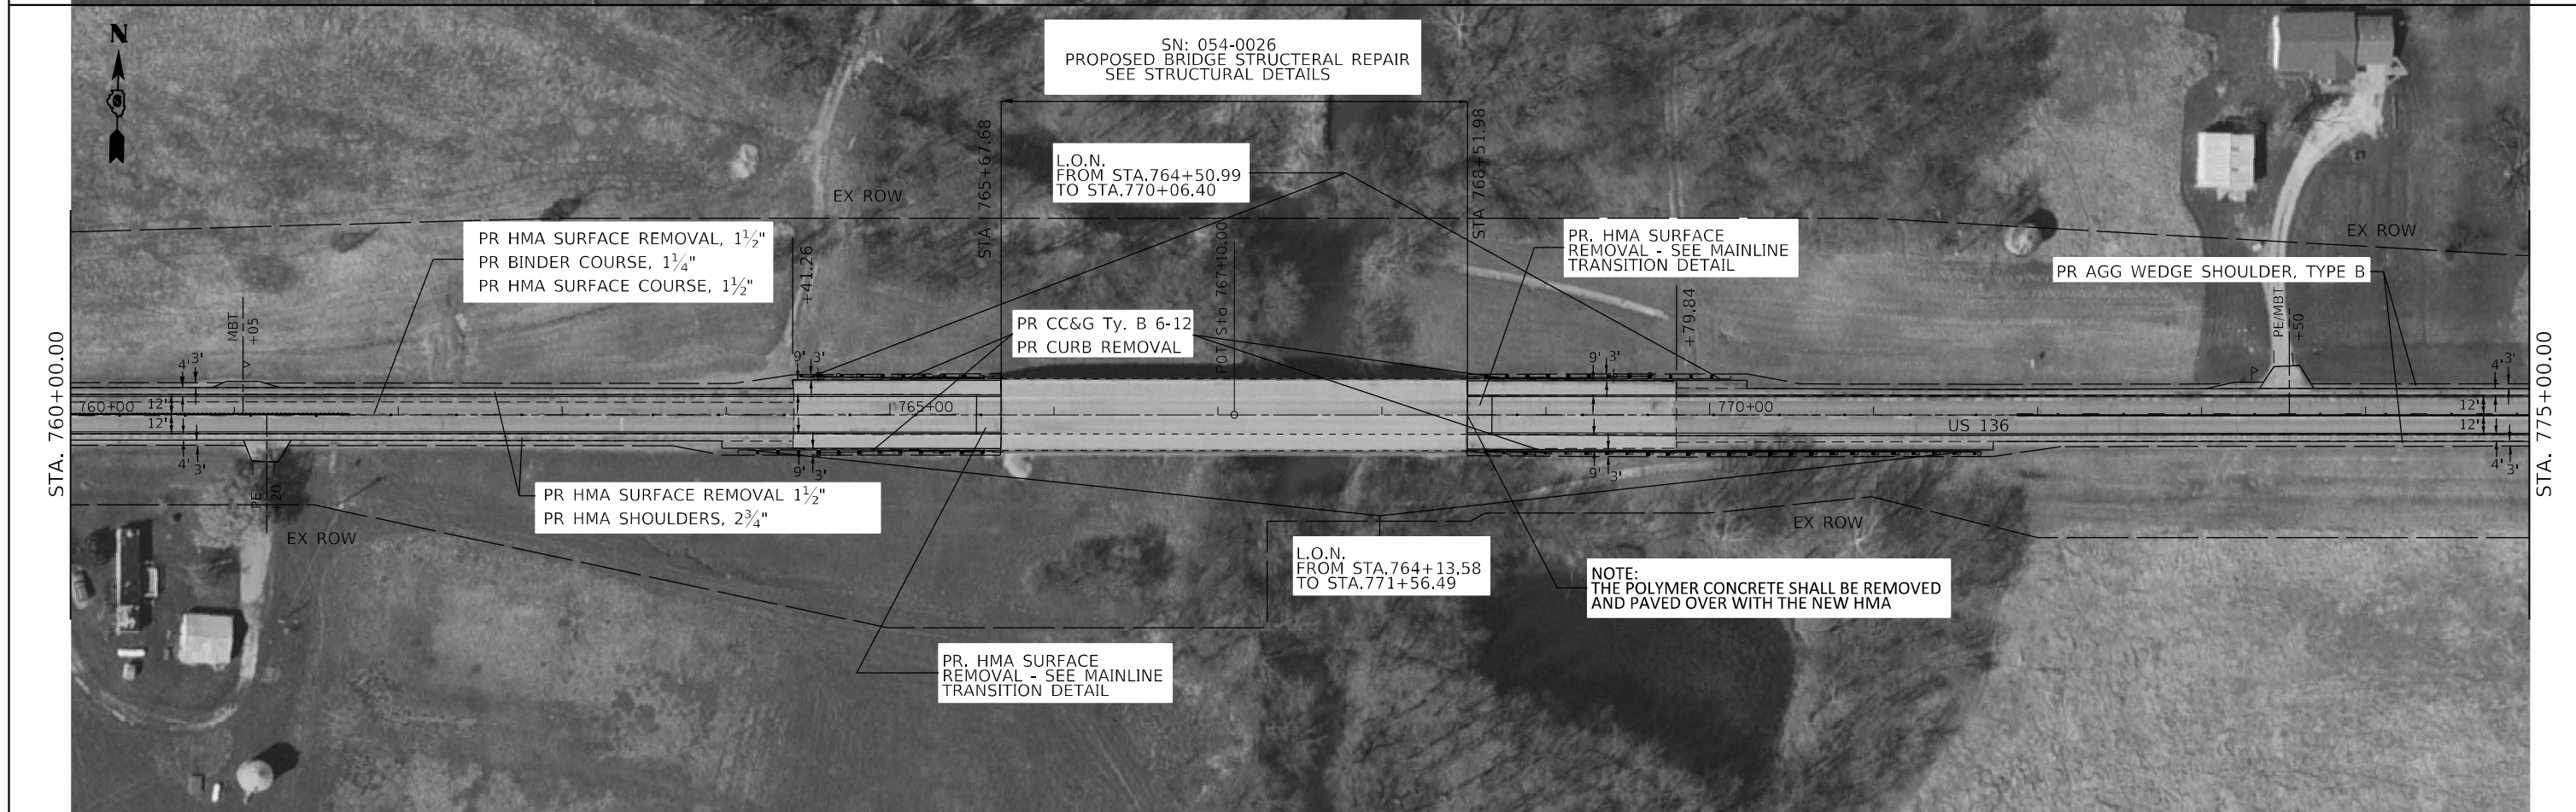 N
SN: 054-0026
PROPOSED BRIDGE STRUCTERAL REPAIR
SEE STRUCTURAL DETAILS
STA 765+67.68
STA 768+51.98
L.O.N.
FROM STA.764+50.99
TO STA.770+06.40
EX ROW
PR HMA SURFACE REMOVAL, 1½"
PR BINDER COURSE, 1¼"
PR HMA SURFACE COURSE, 1½"
PR. HMA SURFACE
REMOVAL - SEE MAINLINE
TRANSITION DETAIL
EX ROW
PR AGG WEDGE SHOULDER, TYPE B
+41.26
POT Sta 767+10.00
+79.84
MBT
+05
PE/MBT
+50
PR CC&G Ty. B 6-12
PR CURB REMOVAL
STA. 760+00.00
STA. 775+00.00
4' 3'
9' 3'
9' 3'
4' 3'
P
760+00
12'
12'
765+00
770+00
US 136
12'
12'
4' 3'
9' 3'
9' 3'
4' 3'
PE
+20
PR HMA SURFACE REMOVAL 1½"
PR HMA SHOULDERS, 2¾"
EX ROW
EX ROW
L.O.N.
FROM STA.764+13.58
TO STA.771+56.49
NOTE:
THE POLYMER CONCRETE SHALL BE REMOVED
AND PAVED OVER WITH THE NEW HMA
PR. HMA SURFACE
REMOVAL - SEE MAINLINE
TRANSITION DETAIL